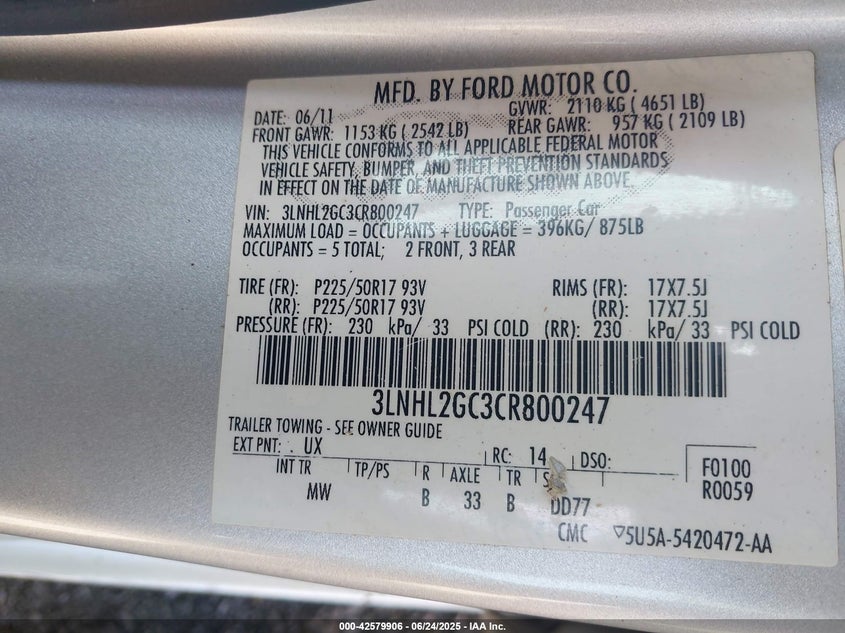 MFD. BY FORD MOTOR CO.
DATE: 06/11 GVWR: 2110 KG ( 4651 LB)
FRONT GAWR: 1153 KG ( 2542 LB) REAR GAWR: 957 KG ( 2109 LB)
THIS VEHICLE CONFORMS TO ALL APPLICABLE FEDERAL MOTOR
VEHICLE SAFETY, BUMPER, AND THEFT PREVENTION STANDARDS
IN EFFECT ON THE DATE OF MANUFACTURE SHOWN ABOVE.
VIN: 3LNHL2GC3CR800247 TYPE: Passenger Car
MAXIMUM LOAD = OCCUPANTS + LUGGAGE = 396KG/ 875LB
OCCUPANTS = 5 TOTAL; 2 FRONT, 3 REAR
TIRE (FR): P225/50R17 93V RIMS (FR): 17X7.5J
(RR): P225/50R17 93V (RR): 17X7.5J
PRESSURE (FR): 230 kPa/ 33 PSI COLD (RR): 230 kPa/ 33 PSI COLD
3LNHL2GC3CR800247
TRAILER TOWING - SEE OWNER GUIDE
EXT PNT: UX RC: 14 DSO:
INT TR TP/PS R AXLE TR F0100
MW B 33 B DD77 R0059
CMC ▽5U5A-5420472-AA
000-42579906 - 06/24/2025 - IAA Inc.